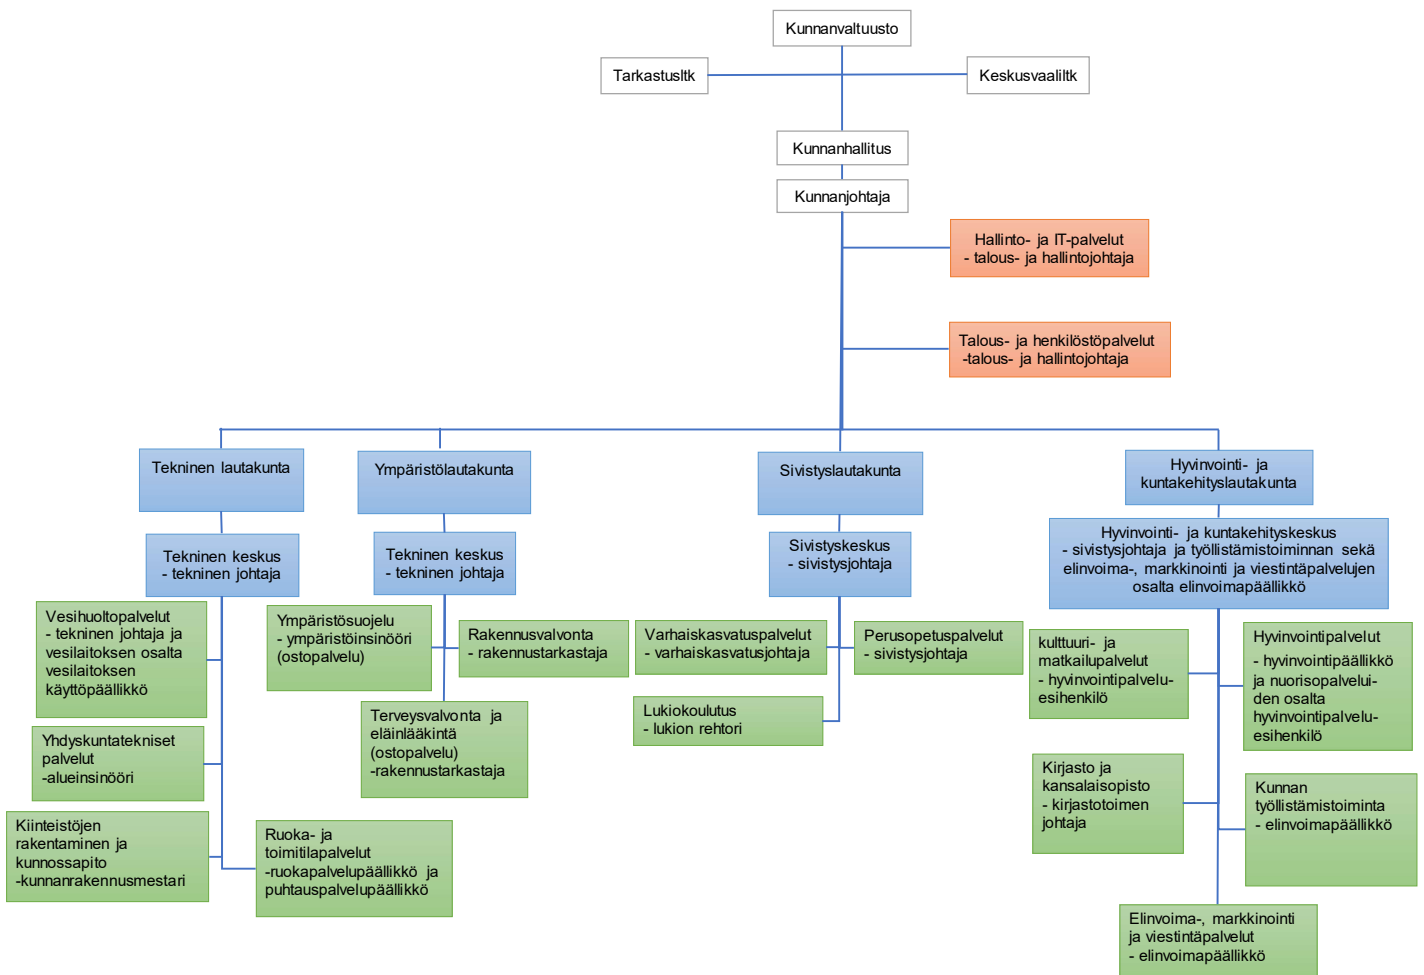 Kunnanvaltuusto
Tarkastusltk
Keskusvaaliltk
Kunnanhallitus
Kunnanjohtaja
Hallinto- ja IT-palvelut
- talous- ja hallintojohtaja
Talous- ja henkilöstöpalvelut
-talous- ja hallintojohtaja
Tekninen lautakunta
Ympäristölautakunta
Sivistyslautakunta
Hyvinvointi- ja
kuntakehityslautakunta
Tekninen keskus
- tekninen johtaja
Tekninen keskus
- tekninen johtaja
Sivistyskeskus
- sivistysjohtaja
Hyvinvointi- ja kuntakehityskeskus
- sivistysjohtaja ja työllistämistoiminnan sekä
elinvoima-, markkinointi ja viestintäpalvelujen
osalta elinvoimapäällikkö
Vesihuoltopalvelut
- tekninen johtaja ja
vesilaitoksen osalta
vesilaitoksen
käyttöpäällikkö
Yhdyskuntatekniset
palvelut
-alueinsinööri
Kiinteistöjen
rakentaminen ja
kunnossapito
-kunnanrakennusmestari
Ruoka- ja
toimitilapalvelut
-ruokapalvelupäällikkö ja
puhtauspalvelupäällikkö
Ympäristösuojelu
- ympäristöinsinööri
(ostopalvelu)
Rakennusvalvonta
- rakennustarkastaja
Terveysvalvonta ja
eläinlääkintä
(ostopalvelu)
-rakennustarkastaja
Varhaiskasvatuspalvelut
- varhaiskasvatusjohtaja
Perusopetuspalvelut
- sivistysjohtaja
Lukiokoulutus
- lukion rehtori
kulttuuri- ja
matkailupalvelut
- hyvinvointipalvelu-
esihenkilö
Hyvinvointipalvelut
- hyvinvointipäällikkö
ja nuorisopalvelui-
den osalta
hyvinvointipalvelu-
esihenkilö
Kirjasto ja
kansalaisopisto
- kirjastotoimen
johtaja
Kunnan
työllistämistoiminta
- elinvoimapäällikkö
Elinvoima-, markkinointi
ja viestintäpalvelut
- elinvoimapäällikkö